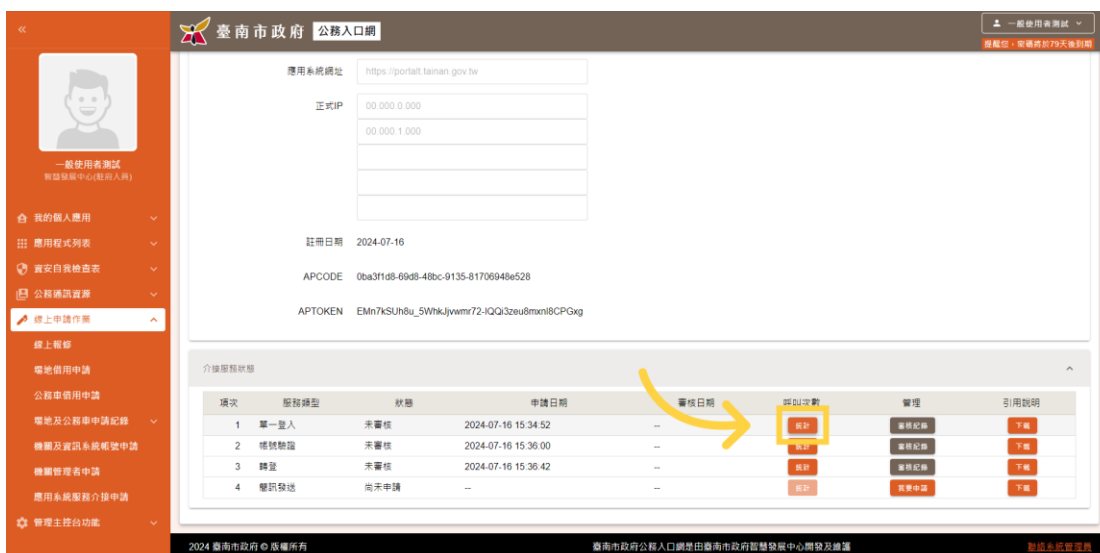 «
臺南市政府 公務入口網
一般使用者測試
提醒您，密碼將於79天後到期
一般使用者測試
智慧發展中心(駐府人員)
我的個人應用
應用程式列表
資安自我檢查表
公務通訊資源
線上申請作業
線上報修
場地借用申請
公務車借用申請
場地及公務車申請紀錄
機關及資訊系統帳號申請
機關管理者申請
應用系統服務介接申請
管理主控台功能
應用系統網址 https://portalt.tainan.gov.tw
正式IP 00.000.0.000
00.000.1.000
註冊日期 2024-07-16
APCODE 0ba3f1d8-69d8-48bc-9135-81706948e528
APTOKEN EMn7kSUh8u_5WhkJjvwmr72-IQQi3zeu8mxnI8CPGxg
介接服務狀態
項次 服務類型 狀態 申請日期 審核日期 呼叫次數 管理 引用說明
1 單一登入 未審核 2024-07-16 15:34:52 -- 統計 審核紀錄 下載
2 帳號驗證 未審核 2024-07-16 15:36:00 -- 統計 審核紀錄 下載
3 轉登 未審核 2024-07-16 15:36:42 -- 統計 審核紀錄 下載
4 簡訊發送 尚未申請 -- -- 統計 我要申請 下載
2024 臺南市政府 © 版權所有 臺南市政府公務入口網是由臺南市政府智慧發展中心開發及維護 聯絡系統管理員